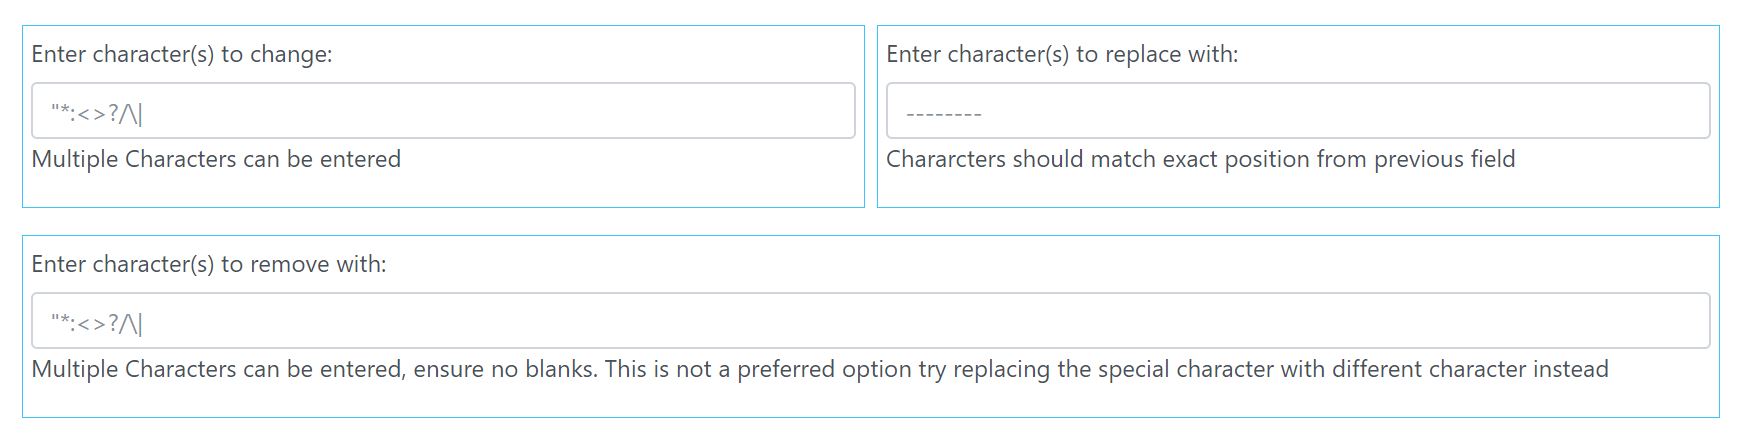 Enter character(s) to change:
Enter character(s) to replace with:
"*:<>?/\|
--------
Multiple Characters can be entered
Chararcters should match exact position from previous field
Enter character(s) to remove with:
"*:<>?/\|
Multiple Characters can be entered, ensure no blanks. This is not a preferred option try replacing the special character with different character instead